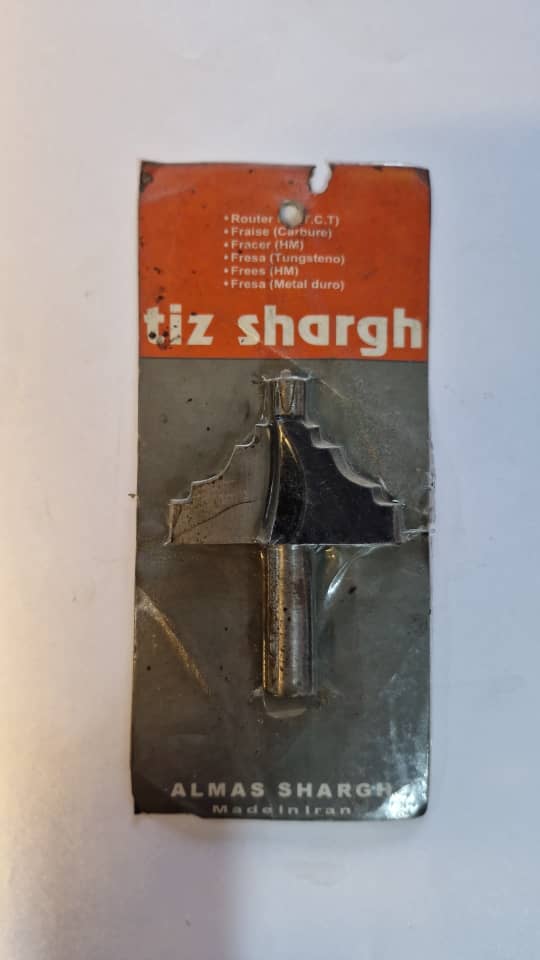 • Router T.C.T)
• Fraise (Carbure)
• Fracer (HM)
• Fresa (Tungsteno)
• Frees (HM)
• Fresa (Metal duro)
tiz shargh
ALMAS SHARGH
Made in Iran